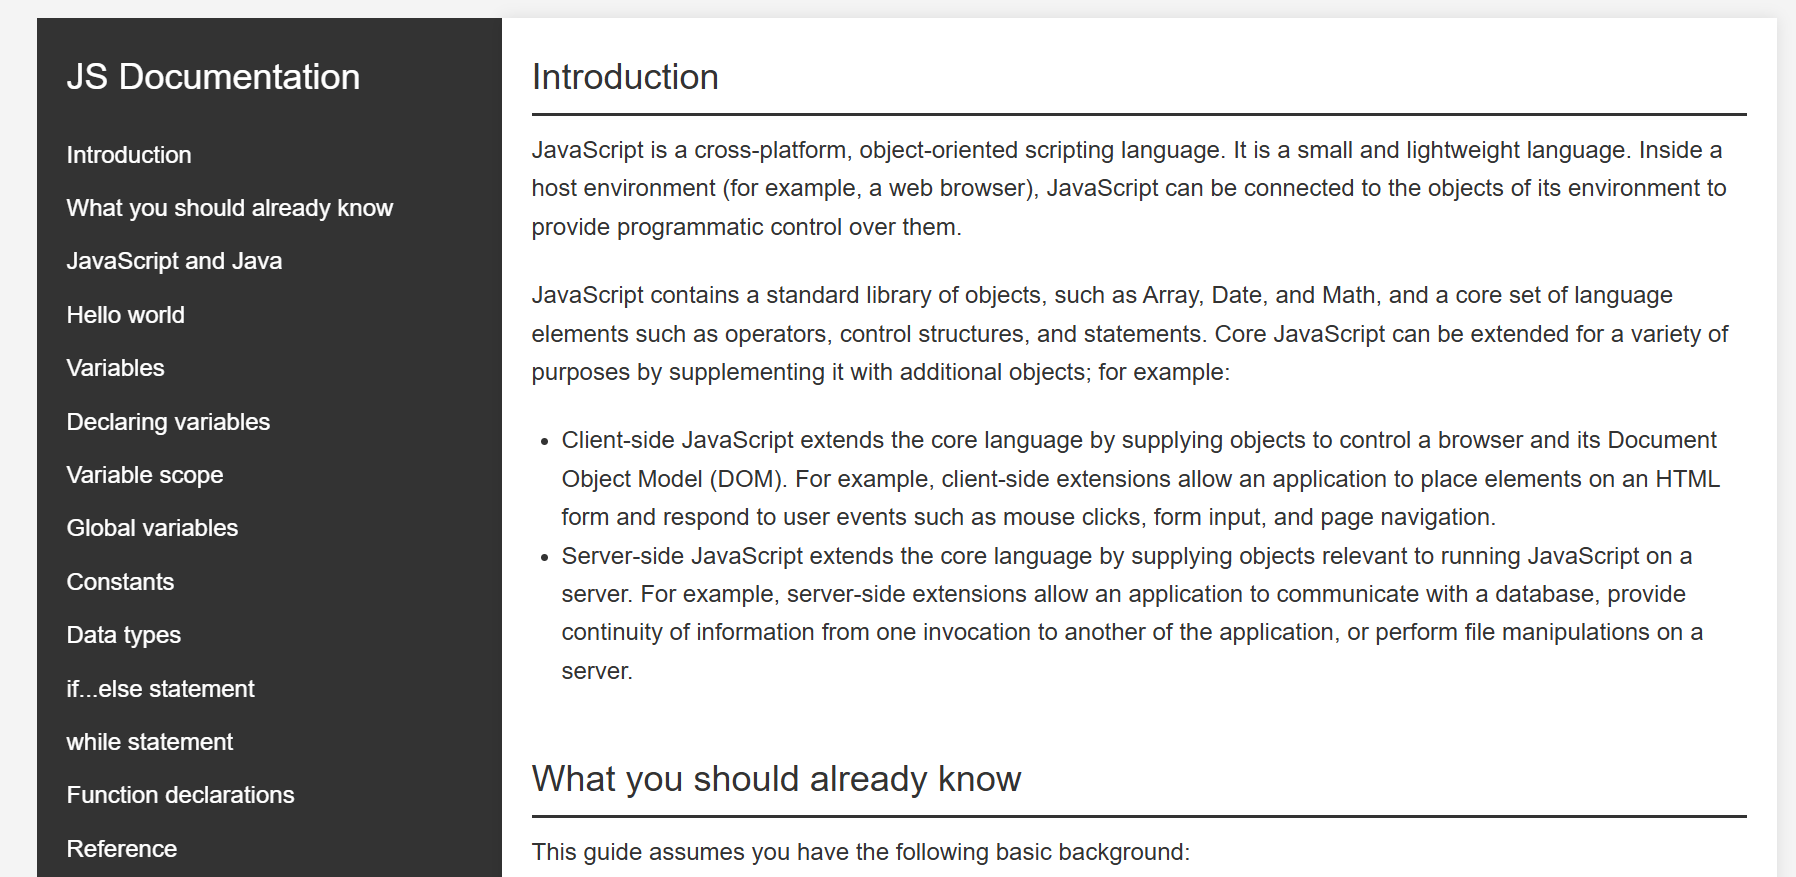 JS Documentation
Introduction
What you should already know
JavaScript and Java
Hello world
Variables
Declaring variables
Variable scope
Global variables
Constants
Data types
if...else statement
while statement
Function declarations
Reference
Introduction
JavaScript is a cross-platform, object-oriented scripting language. It is a small and lightweight language. Inside a
host environment (for example, a web browser), JavaScript can be connected to the objects of its environment to
provide programmatic control over them.
JavaScript contains a standard library of objects, such as Array, Date, and Math, and a core set of language
elements such as operators, control structures, and statements. Core JavaScript can be extended for a variety of
purposes by supplementing it with additional objects; for example:
• Client-side JavaScript extends the core language by supplying objects to control a browser and its Document
Object Model (DOM). For example, client-side extensions allow an application to place elements on an HTML
form and respond to user events such as mouse clicks, form input, and page navigation.
• Server-side JavaScript extends the core language by supplying objects relevant to running JavaScript on a
server. For example, server-side extensions allow an application to communicate with a database, provide
continuity of information from one invocation to another of the application, or perform file manipulations on a
server.
What you should already know
This guide assumes you have the following basic background: